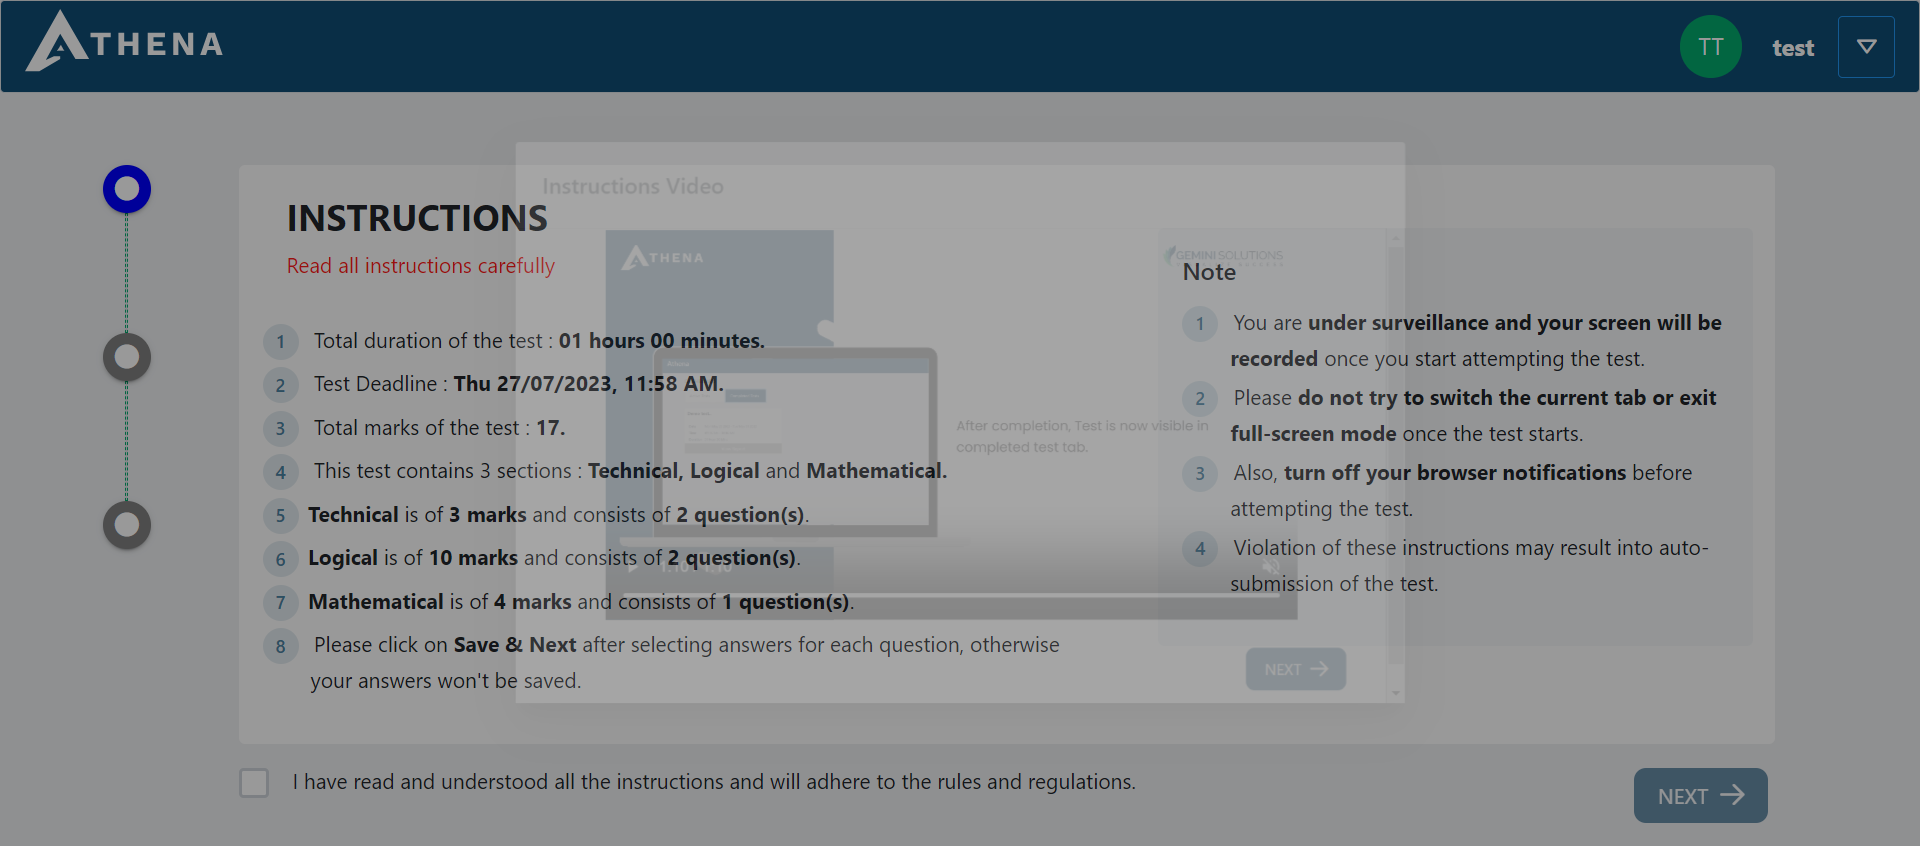 ATHENA
TT
test
Instructions Video
INSTRUCTIONS
Read all instructions carefully
1 Total duration of the test : 01 hours 00 minutes.
2 Test Deadline : Thu 27/07/2023, 11:58 AM.
3 Total marks of the test : 17.
4 This test contains 3 sections : Technical, Logical and Mathematical.
5 Technical is of 3 marks and consists of 2 question(s).
6 Logical is of 10 marks and consists of 2 question(s).
7 Mathematical is of 4 marks and consists of 1 question(s).
8 Please click on Save & Next after selecting answers for each question, otherwise
your answers won't be saved.
ATHENA
After completion, Test is now visible in
completed test tab.
GEMINI SOLUTIONS
Note
1 You are under surveillance and your screen will be
recorded once you start attempting the test.
2 Please do not try to switch the current tab or exit
full-screen mode once the test starts.
3 Also, turn off your browser notifications before
attempting the test.
4 Violation of these instructions may result into auto-
submission of the test.
NEXT
I have read and understood all the instructions and will adhere to the rules and regulations.
NEXT